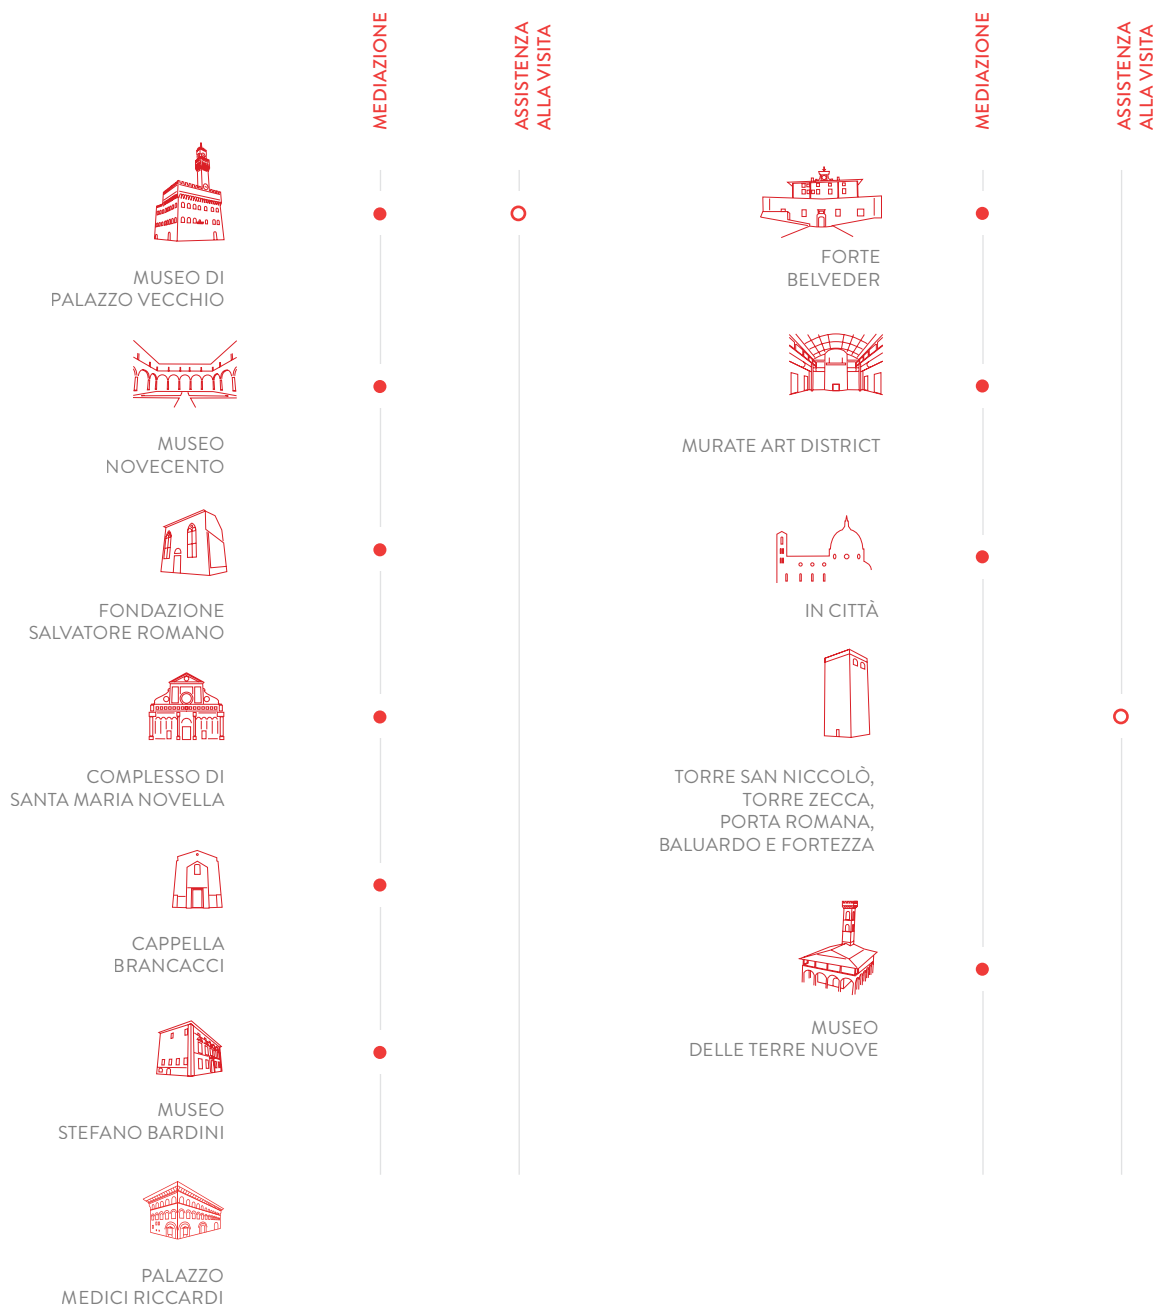 MEDIAZIONE
ASSISTENZA
ALLA VISITA
MUSEO DI
PALAZZO VECCHIO
MUSEO
NOVECENTO
FONDAZIONE
SALVATORE ROMANO
COMPLESSO DI
SANTA MARIA NOVELLA
CAPPELLA
BRANCACCI
MUSEO
STEFANO BARDINI
PALAZZO
MEDICI RICCARDI
MEDIAZIONE
ASSISTENZA
ALLA VISITA
FORTE
BELVEDER
MURATE ART DISTRICT
IN CITTÀ
TORRE SAN NICCOLÒ,
TORRE ZECCA,
PORTA ROMANA,
BALUARDO E FORTEZZA
MUSEO
DELLE TERRE NUOVE